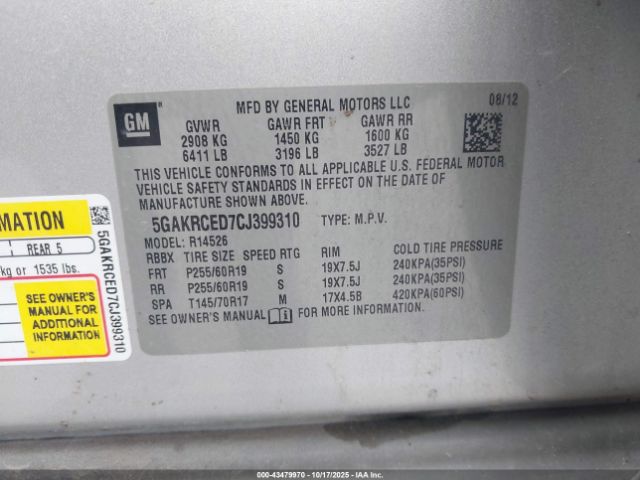 MFD BY GENERAL MOTORS LLC 08/12
GM
GVWR GAWR FRT GAWR RR
2908 KG 1450 KG 1600 KG
6411 LB 3196 LB 3527 LB
THIS VEHICLE CONFORMS TO ALL APPLICABLE U.S. FEDERAL MOTOR
VEHICLE SAFETY STANDARDS IN EFFECT ON THE DATE OF
MANUFACTURE SHOWN ABOVE.
5GAKRCED7CJ399310 TYPE: M.P.V.
MODEL: R14526
RBBX TIRE SIZE SPEED RTG RIM COLD TIRE PRESSURE
FRT P255/60R19 S 19X7.5J 240KPA(35PSI)
RR P255/60R19 S 19X7.5J 240KPA(35PSI)
SPA T145/70R17 M 17X4.5B 420KPA(60PSI)
SEE OWNER'S MANUAL FOR MORE INFORMATION
MATION
REAR 5
kg or 1535 lbs.
SEE OWNER'S
MANUAL FOR
ADDITIONAL
INFORMATION
5GAKRCED7CJ399310
000-43479970 - 10/17/2025 - IAAI.COM